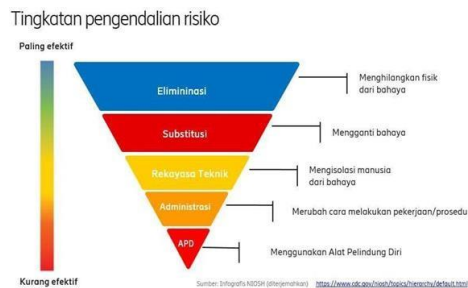 Tingkatan pengendalian risiko
Paling efektif
Elimininasi
Menghilangkan fisik
dari bahaya
Substitusi
Mengganti bahaya
Rekayasa Teknik
Mengisolasi manusia
dari bahaya
Administrasi
Merubah cara melakukan pekerjaan/prosedu
APD
Menggunakan Alat Pelindung Diri
Kurang efektif
Sumber: Infografis NIOSH (diterjemahkan) https://www.cdc.gov/niosh/topics/hierarchy/default.html